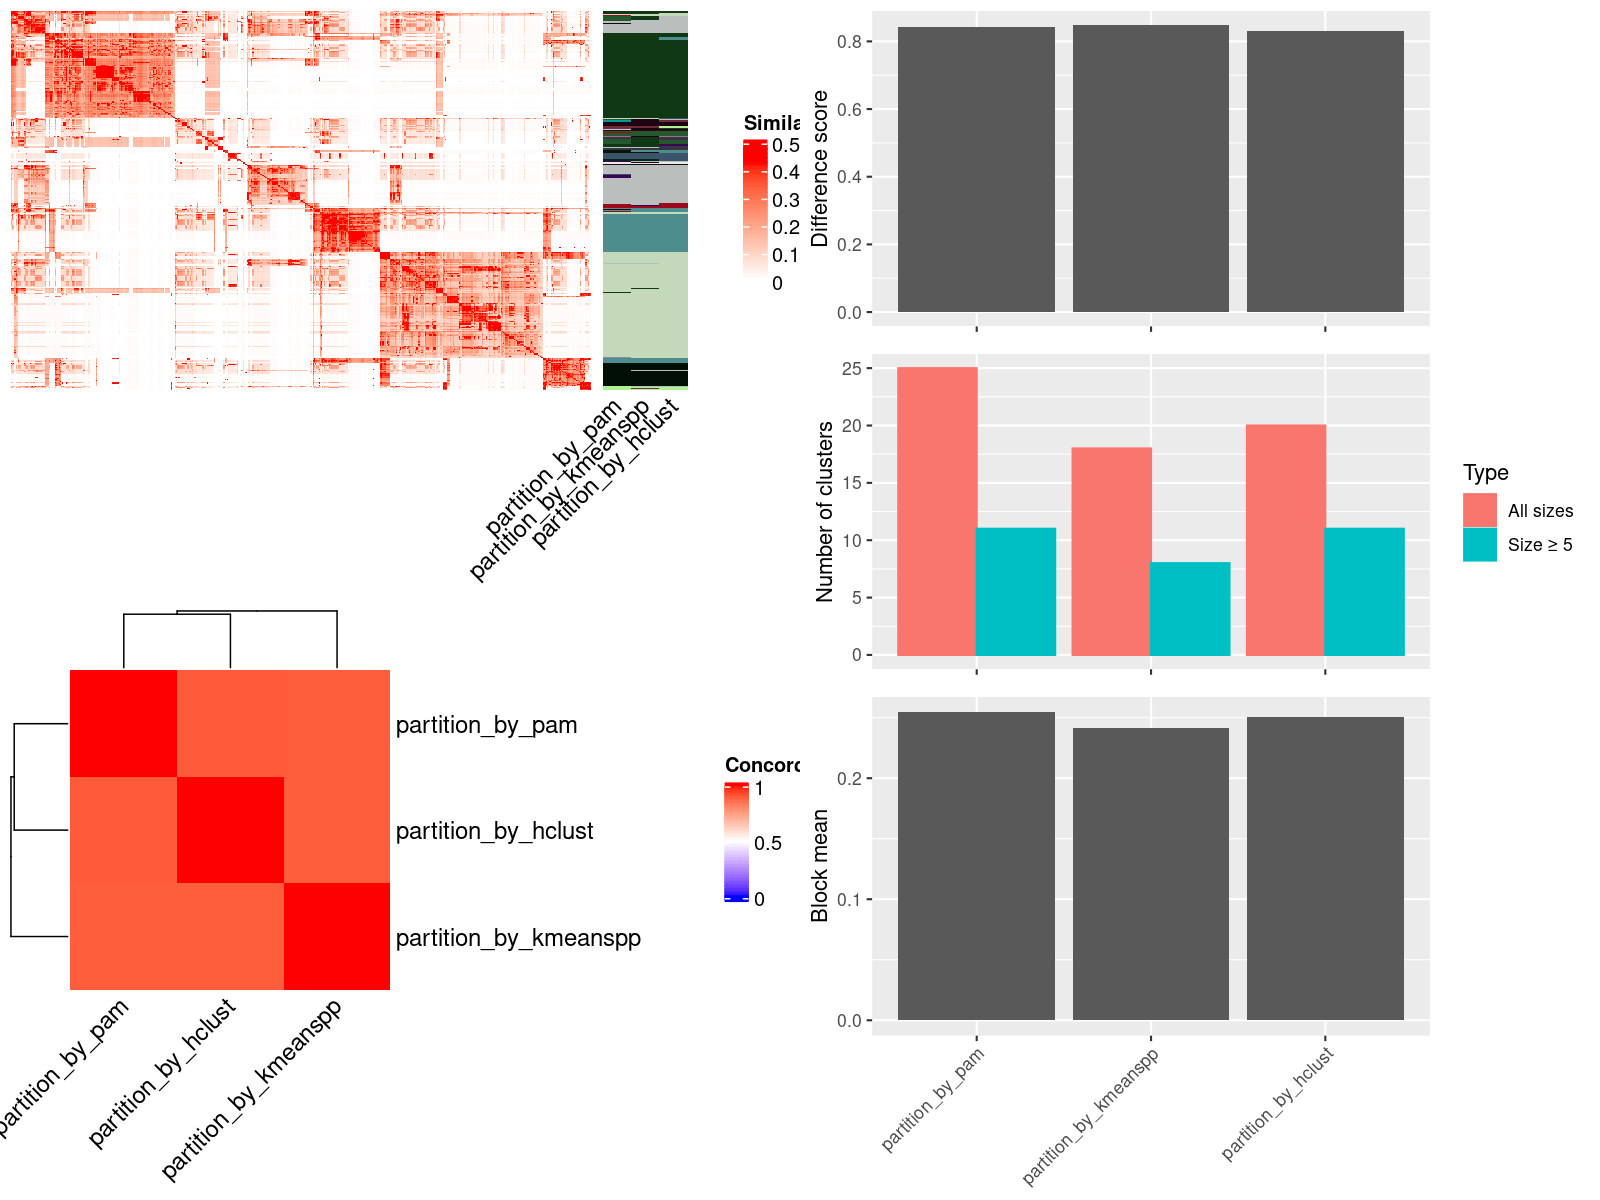 Simila
0.5
0.4
0.3
0.2
0.1
0
partition_by_pam
partition_by_kmeanspp
partition_by_hclust
Difference score
0.8
0.6
0.4
0.2
0.0
Number of clusters
25
20
15
10
5
0
Type
All sizes
Size ≥ 5
partition_by_pam
partition_by_hclust
partition_by_kmeanspp
partition_by_pam
partition_by_hclust
partition_by_kmeanspp
Concord
1
0.5
0
Block mean
0.2
0.1
0.0
partition_by_pam
partition_by_kmeanspp
partition_by_hclust